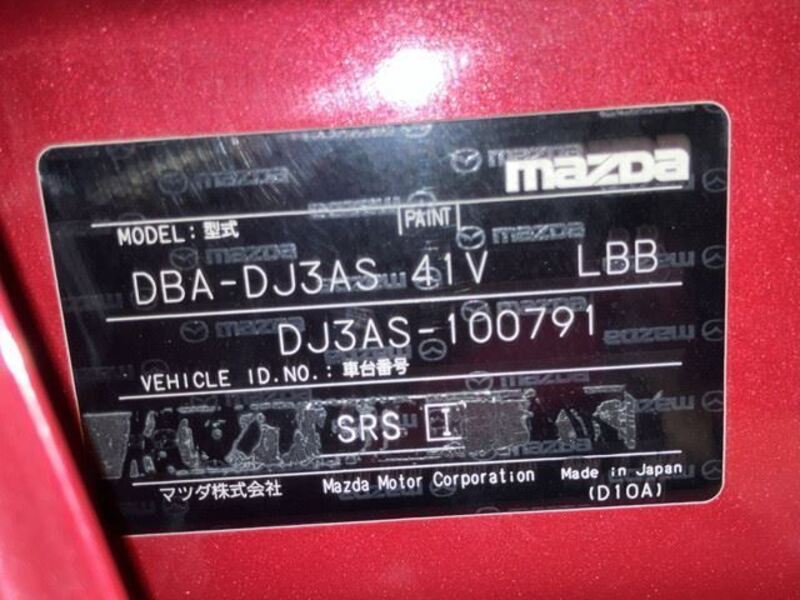 mazda
MODEL: 型式 PAINT
DBA-DJ3AS 41V LBB
DJ3AS-100791
VEHICLE ID.NO.: 車台番号
SRS I
マツダ株式会社 Mazda Motor Corporation Made in Japan
(D10A)